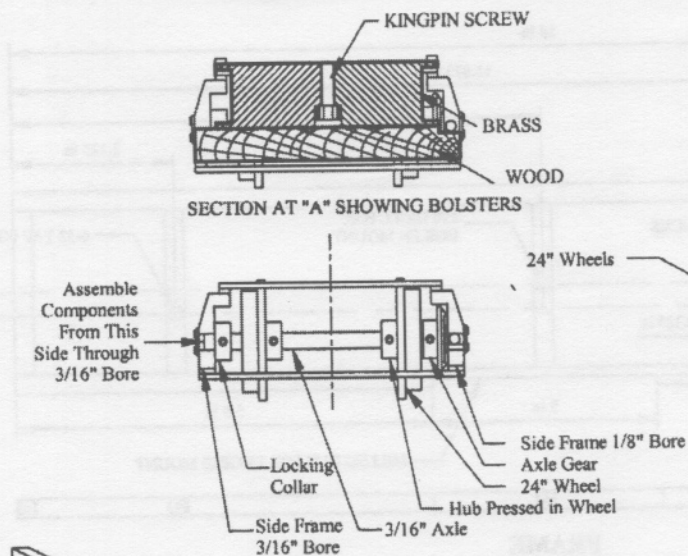 KINGPIN SCREW
BRASS
WOOD
SECTION AT "A" SHOWING BOLSTERS
24" Wheels
Assemble
Components
From This
Side Through
3/16" Bore
Side Frame 1/8" Bore
Axle Gear
24" Wheel
Hub Pressed in Wheel
Locking
Collar
3/16" Axle
Side Frame
3/16" Bore
FRAME